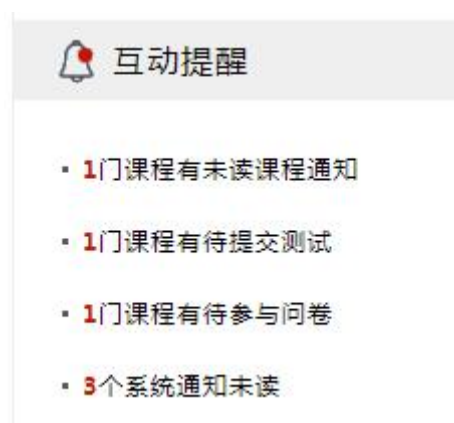 互动提醒
1门课程有未读课程通知
1门课程有待提交测试
1门课程有待参与问卷
3个系统通知未读